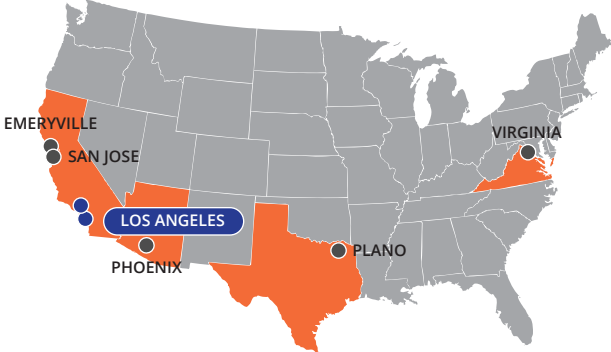 EMERYVILLE
VIRGINIA
SAN JOSE
LOS ANGELES
PLANO
PHOENIX